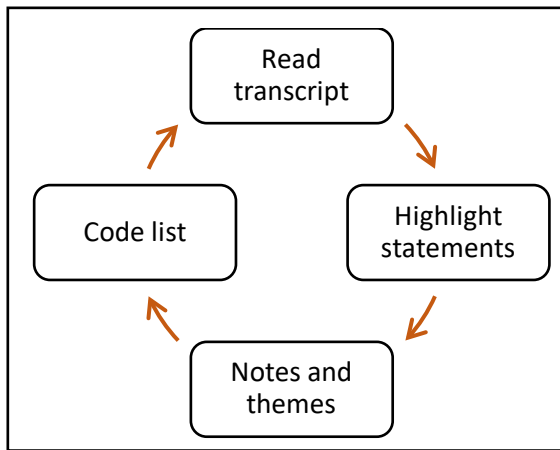 Read
transcript
Highlight
statements
Notes and
themes
Code list